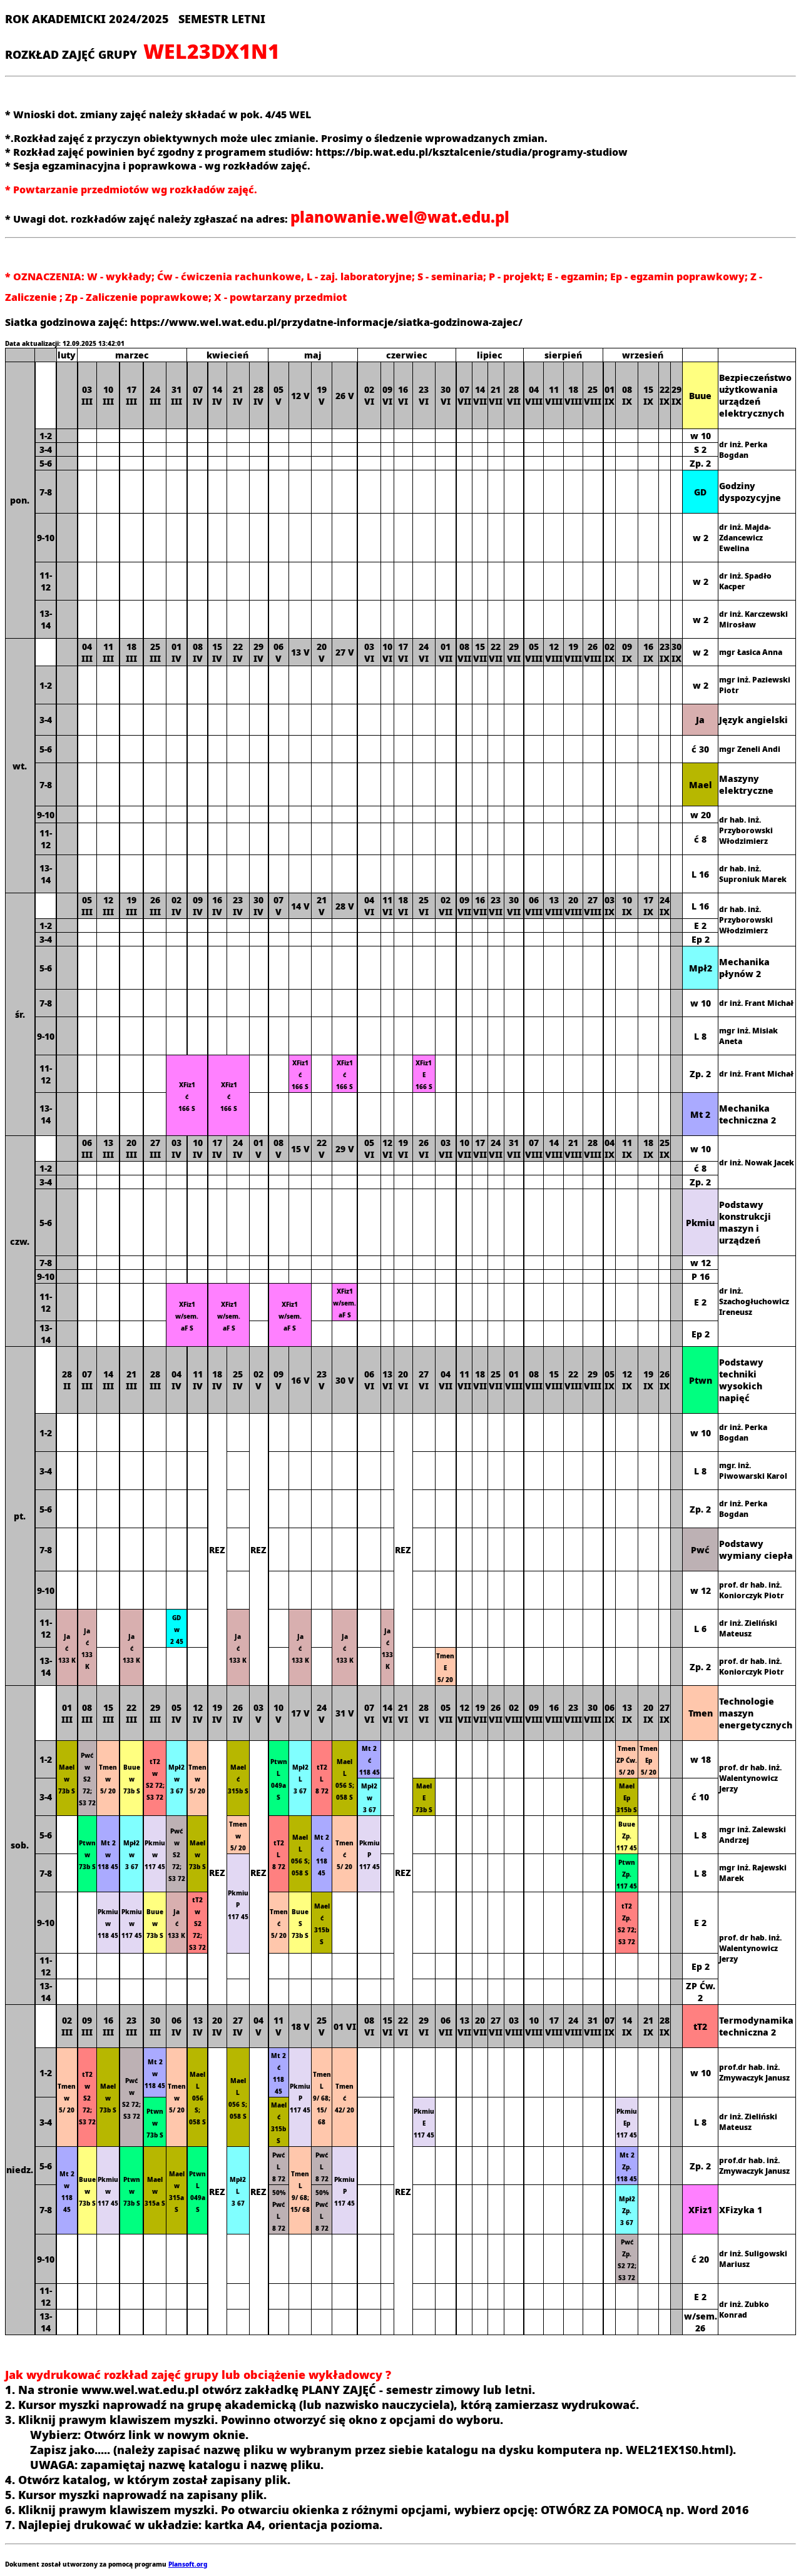 ROK AKADEMICKI 2024/2025 SEMESTR LETNI
ROZKŁAD ZAJĘĆ GRUPY WEL23DX1N1
* Wnioski dot. zmiany zajęć należy składać w pok. 4/45 WEL
*.Rozkład zajęć z przyczyn obiektywnych może ulec zmianie. Prosimy o śledzenie wprowadzanych zmian.
* Rozkład zajęć powinien być zgodny z programem studiów: https://bip.wat.edu.pl/ksztalcenie/studia/programy-studiow
* Sesja egzaminacyjna i poprawkowa - wg rozkładów zajęć.
* Powtarzanie przedmiotów wg rozkładów zajęć.
* Uwagi dot. rozkładów zajęć należy zgłaszać na adres: planowanie.wel@wat.edu.pl
* OZNACZENIA: W - wykłady; Ćw - ćwiczenia rachunkowe, L - zaj. laboratoryjne; S - seminaria; P - projekt; E - egzamin; Ep - egzamin poprawkowy; Z -
Zaliczenie ; Zp - Zaliczenie poprawkowe; X - powtarzany przedmiot
Siatka godzinowa zajęć: https://www.wel.wat.edu.pl/przydatne-informacje/siatka-godzinowa-zajec/
Data aktualizacji: 12.09.2025 13:42:01
luty marzec kwiecień maj czerwiec lipiec sierpień wrzesień
pon.
03 III 10 III 17 III 24 III 31 III 07 IV 14 IV 21 IV 28 IV 05 V 12 V 19 V 26 V 02 VI 09 VI 16 VI 23 VI 30 VI 07 VII 14 VII 21 VII 28 VII 04 VIII 11 VIII 18 VIII 25 VIII 01 IX 08 IX 15 IX 22 IX 29 IX Buue Bezpieczeństwo użytkowania urządzeń elektrycznych
1-2 w 10 dr inż. Perka Bogdan
3-4 S 2
5-6 Zp. 2
7-8 GD Godziny dyspozycyjne
9-10 w 2 dr inż. Majda-Zdancewicz Ewelina
11-12 w 2 dr inż. Spadło Kacper
13-14 w 2 dr inż. Karczewski Mirosław
wt.
04 III 11 III 18 III 25 III 01 IV 08 IV 15 IV 22 IV 29 IV 06 V 13 V 20 V 27 V 03 VI 10 VI 17 VI 24 VI 01 VII 08 VII 15 VII 22 VII 29 VII 05 VIII 12 VIII 19 VIII 26 VIII 02 IX 09 IX 16 IX 23 IX 30 IX w 2 mgr Łasica Anna
1-2 w 2 mgr inż. Paziewski Piotr
3-4 Ja Język angielski
5-6 ć 30 mgr Zeneli Andi
7-8 Mael Maszyny elektryczne
9-10 w 20 dr hab. inż. Przyborowski Włodzimierz
11-12 ć 8
13-14 L 16 dr hab. inż. Suproniuk Marek
śr.
05 III 12 III 19 III 26 III 02 IV 09 IV 16 IV 23 IV 30 IV 07 V 14 V 21 V 28 V 04 VI 11 VI 18 VI 25 VI 02 VII 09 VII 16 VII 23 VII 30 VII 06 VIII 13 VIII 20 VIII 27 VIII 03 IX 10 IX 17 IX 24 IX L 16 dr hab. inż. Przyborowski Włodzimierz
1-2 E 2
3-4 Ep 2
5-6 Mpł2 Mechanika płynów 2
7-8 w 10 dr inż. Frant Michał
9-10 L 8 mgr inż. Misiak Aneta
11-12 XFiz1 ć 166 S XFiz1 ć 166 S XFiz1 ć 166 S XFiz1 ć 166 S XFiz1 E 166 S Zp. 2 dr inż. Frant Michał
13-14 Mt 2 Mechanika techniczna 2
czw.
06 III 13 III 20 III 27 III 03 IV 10 IV 17 IV 24 IV 01 V 08 V 15 V 22 V 29 V 05 VI 12 VI 19 VI 26 VI 03 VII 10 VII 17 VII 24 VII 31 VII 07 VIII 14 VIII 21 VIII 28 VIII 04 IX 11 IX 18 IX 25 IX w 10 dr inż. Nowak Jacek
1-2 ć 8
3-4 Zp. 2
5-6 Pkmiu Podstawy konstrukcji maszyn i urządzeń
7-8 w 12 dr inż. Szachogłuchowicz Ireneusz
9-10 P 16
11-12 XFiz1 w/sem. aF S XFiz1 w/sem. aF S XFiz1 w/sem. aF S XFiz1 w/sem. aF S E 2
13-14 Ep 2
pt.
28 II 07 III 14 III 21 III 28 III 04 IV 11 IV 18 IV 25 IV 02 V 09 V 16 V 23 V 30 V 06 VI 13 VI 20 VI 27 VI 04 VII 11 VII 18 VII 25 VII 01 VIII 08 VIII 15 VIII 22 VIII 29 VIII 05 IX 12 IX 19 IX 26 IX Ptwn Podstawy techniki wysokich napięć
1-2 w 10 dr inż. Perka Bogdan
3-4 L 8 mgr. inż. Piwowarski Karol
5-6 Zp. 2 dr inż. Perka Bogdan
7-8 REZ REZ REZ Pwć Podstawy wymiany ciepła
9-10 w 12 prof. dr hab. inż. Koniorczyk Piotr
11-12 Ja ć 133 K Ja ć 133 K Ja ć 133 K GD w 2 45 Ja ć 133 K Ja ć 133 K Ja ć 133 K Ja ć 133 K L 6 dr inż. Zieliński Mateusz
13-14 Tmen E 5/ 20 Zp. 2 prof. dr hab. inż. Koniorczyk Piotr
sob.
01 III 08 III 15 III 22 III 29 III 05 IV 12 IV 19 IV 26 IV 03 V 10 V 17 V 24 V 31 V 07 VI 14 VI 21 VI 28 VI 05 VII 12 VII 19 VII 26 VII 02 VIII 09 VIII 16 VIII 23 VIII 30 VIII 06 IX 13 IX 20 IX 27 IX Tmen Technologie maszyn energetycznych
1-2 Mael w 73b S Pwć w S2 72; S3 72 Tmen w 5/ 20 Buue w 73b S tT2 w S2 72; S3 72 Mpł2 w 3 67 Tmen w 5/ 20 REZ Mael ć 315b S REZ Ptwn L 049a S Mpł2 L 3 67 tT2 L 8 72 Mael L 056 S; 058 S Mt 2 ć 118 45 REZ Tmen ZP Ćw. 5/ 20 Tmen Ep 5/ 20 w 18 prof. dr hab. inż. Walentynowicz Jerzy
3-4 Mpł2 w 3 67 Mael E 73b S Mael Ep 315b S ć 10
5-6 Ptwn w 73b S Mt 2 w 118 45 Mpł2 w 3 67 Pkmiu w 117 45 Pwć w S2 72; S3 72 Mael w 73b S Tmen w 5/ 20 tT2 L 8 72 Mael L 056 S; 058 S Mt 2 ć 118 45 Tmen ć 5/ 20 Pkmiu P 117 45 Buue Zp. 117 45 L 8 mgr inż. Zalewski Andrzej
7-8 Pkmiu P 117 45 Ptwn Zp. 117 45 L 8 mgr inż. Rajewski Marek
9-10 Pkmiu w 118 45 Pkmiu w 117 45 Buue w 73b S Ja ć 133 K tT2 w S2 72; S3 72 Tmen ć 5/ 20 Buue S 73b S Mael ć 315b S tT2 Zp. S2 72; S3 72 E 2 prof. dr hab. inż. Walentynowicz Jerzy
11-12 Ep 2
13-14 ZP Ćw. 2
niedz.
02 III 09 III 16 III 23 III 30 III 06 IV 13 IV 20 IV 27 IV 04 V 11 V 18 V 25 V 01 VI 08 VI 15 VI 22 VI 29 VI 06 VII 13 VII 20 VII 27 VII 03 VIII 10 VIII 17 VIII 24 VIII 31 VIII 07 IX 14 IX 21 IX 28 IX tT2 Termodynamika techniczna 2
1-2 Tmen w 5/ 20 tT2 w S2 72; S3 72 Mael w 73b S Pwć w S2 72; S3 72 Mt 2 w 118 45 Tmen w 5/ 20 Mael L 056 S; 058 S REZ Mael L 056 S; 058 S REZ Mt 2 ć 118 45 Pkmiu P 117 45 Tmen L 9/ 68; 15/ 68 Tmen ć 42/ 20 REZ w 10 prof.dr hab. inż. Zmywaczyk Janusz
3-4 Ptwn w 73b S Mael ć 315b S Pkmiu E 117 45 Pkmiu Ep 117 45 L 8 dr inż. Zieliński Mateusz
5-6 Mt 2 w 118 45 Buue w 73b S Pkmiu w 117 45 Ptwn w 73b S Mael w 315a S Mael w 315a S Ptwn L 049a S Mpł2 L 3 67 Pwć L 8 72 Tmen L 9/ 68; 15/ 68 Pwć L 8 72 Pkmiu P 117 45 Mt 2 Zp. 118 45 Zp. 2 prof.dr hab. inż. Zmywaczyk Janusz
7-8 50% Pwć L 8 72 50% Pwć L 8 72 Mpł2 Zp. 3 67 XFiz1 XFizyka 1
9-10 Pwć Zp. S2 72; S3 72 ć 20 dr inż. Suligowski Mariusz
11-12 E 2 dr inż. Zubko Konrad
13-14 w/sem. 26
Jak wydrukować rozkład zajęć grupy lub obciążenie wykładowcy ?
1. Na stronie www.wel.wat.edu.pl otwórz zakładkę PLANY ZAJĘĆ - semestr zimowy lub letni.
2. Kursor myszki naprowadź na grupę akademicką (lub nazwisko nauczyciela), którą zamierzasz wydrukować.
3. Kliknij prawym klawiszem myszki. Powinno otworzyć się okno z opcjami do wyboru.
Wybierz: Otwórz link w nowym oknie.
Zapisz jako..... (należy zapisać nazwę pliku w wybranym przez siebie katalogu na dysku komputera np. WEL21EX1S0.html).
UWAGA: zapamiętaj nazwę katalogu i nazwę pliku.
4. Otwórz katalog, w którym został zapisany plik.
5. Kursor myszki naprowadź na zapisany plik.
6. Kliknij prawym klawiszem myszki. Po otwarciu okienka z różnymi opcjami, wybierz opcję: OTWÓRZ ZA POMOCĄ np. Word 2016
7. Najlepiej drukować w układzie: kartka A4, orientacja pozioma.
Dokument został utworzony za pomocą programu Plansoft.org